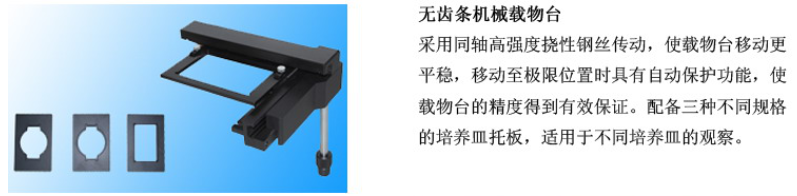 无齿条机械载物台
采用同轴高强度挠性钢丝传动，使载物台移动更
平稳，移动至极限位置时具有自动保护功能，使
载物台的精度得到有效保证。配备三种不同规格
的培养皿托板，适用于不同培养皿的观察。